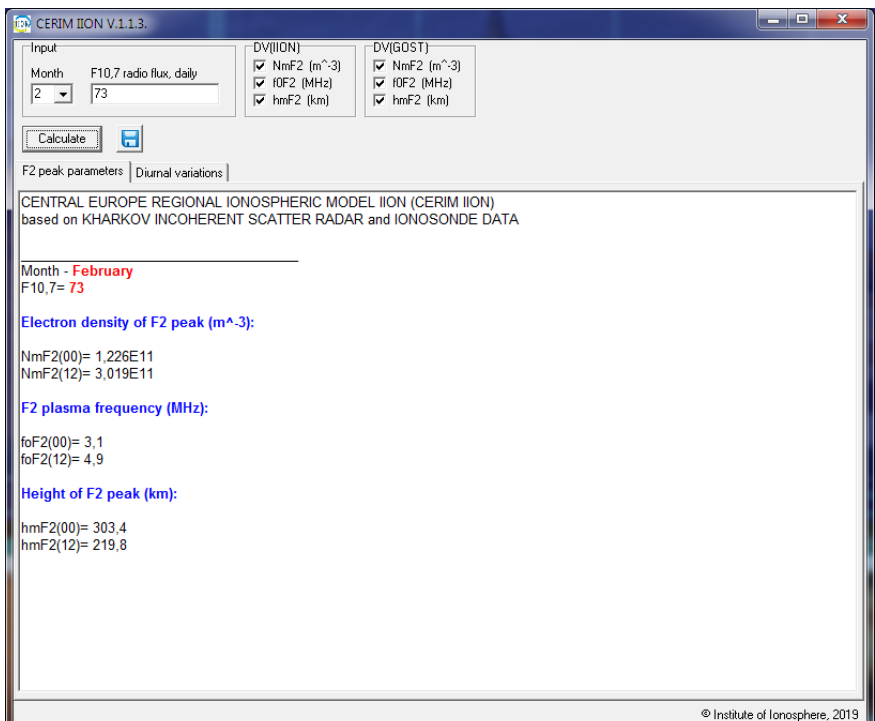 CERIM IION V.1.1.3.
Input
Month F10,7 radio flux, daily
2 73
DV(IION)
NmF2 (m^-3)
f0F2 (MHz)
hmF2 (km)
DV(GOST)
NmF2 (m^-3)
f0F2 (MHz)
hmF2 (km)
Calculate
F2 peak parameters Diurnal variations
CENTRAL EUROPE REGIONAL IONOSPHERIC MODEL IION (CERIM IION)
based on KHARKOV INCOHERENT SCATTER RADAR and IONOSONDE DATA
Month - February
F10,7= 73
Electron density of F2 peak (m^-3):
NmF2(00)= 1,226E11
NmF2(12)= 3,019E11
F2 plasma frequency (MHz):
foF2(00)= 3,1
foF2(12)= 4,9
Height of F2 peak (km):
hmF2(00)= 303,4
hmF2(12)= 219,8
© Institute of Ionosphere, 2019